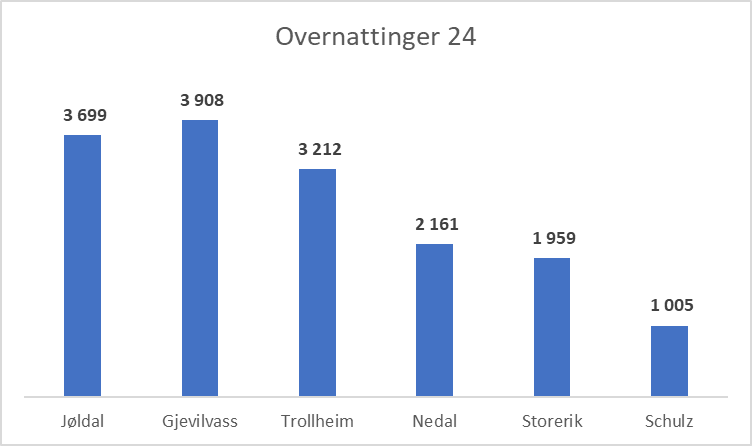 Overnattinger 24
3 699
3 908
3 212
2 161
1 959
1 005
Jøldal
Gjevilvass
Trollheim
Nedal
Storerik
Schulz